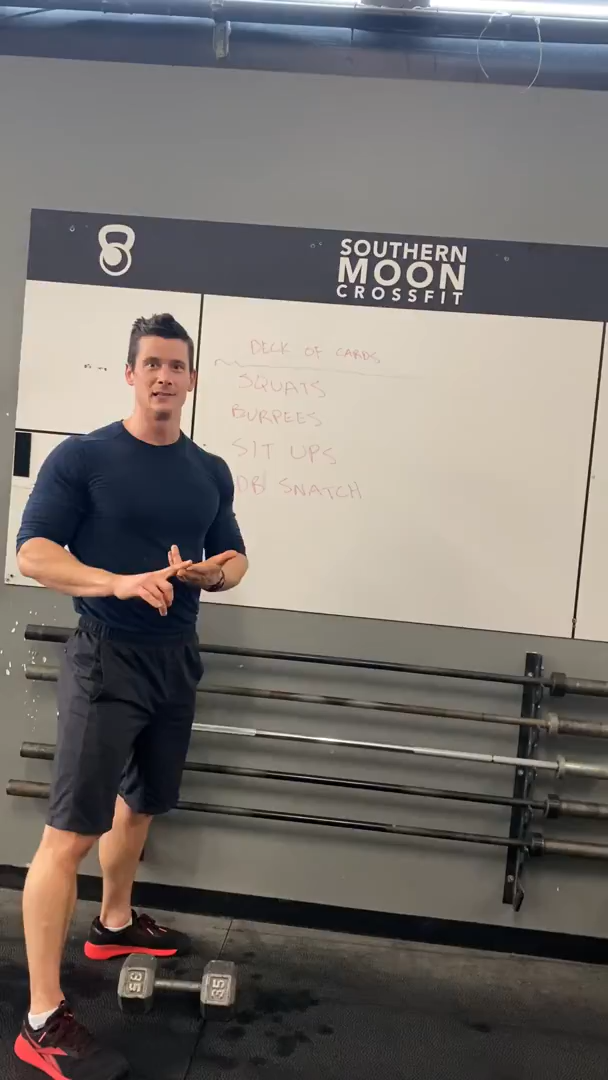 SOUTHERN
MOON
CROSSFIT
DECK OF CARDS
SQUATS
BURPEES
SIT UPS
DB SNATCH
35
35